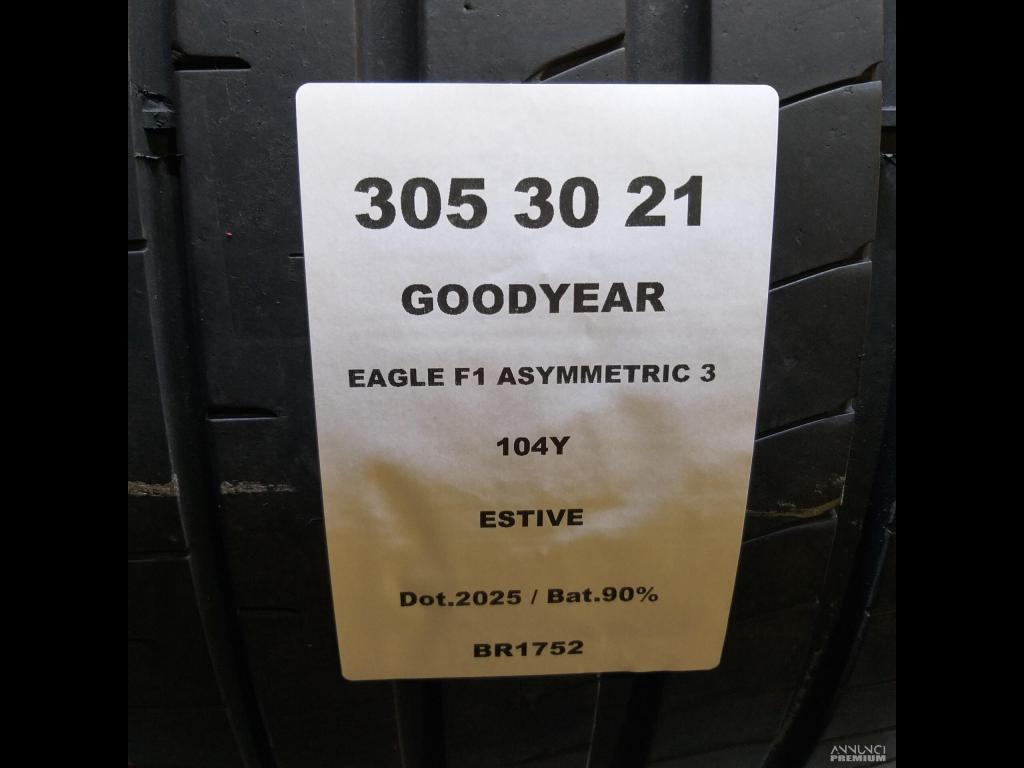 305 30 21
GOODYEAR
EAGLE F1 ASYMMETRIC 3
104Y
ESTIVE
Dot.2025 / Bat.90%
BR1752
ANNUNCI
PREMIUM